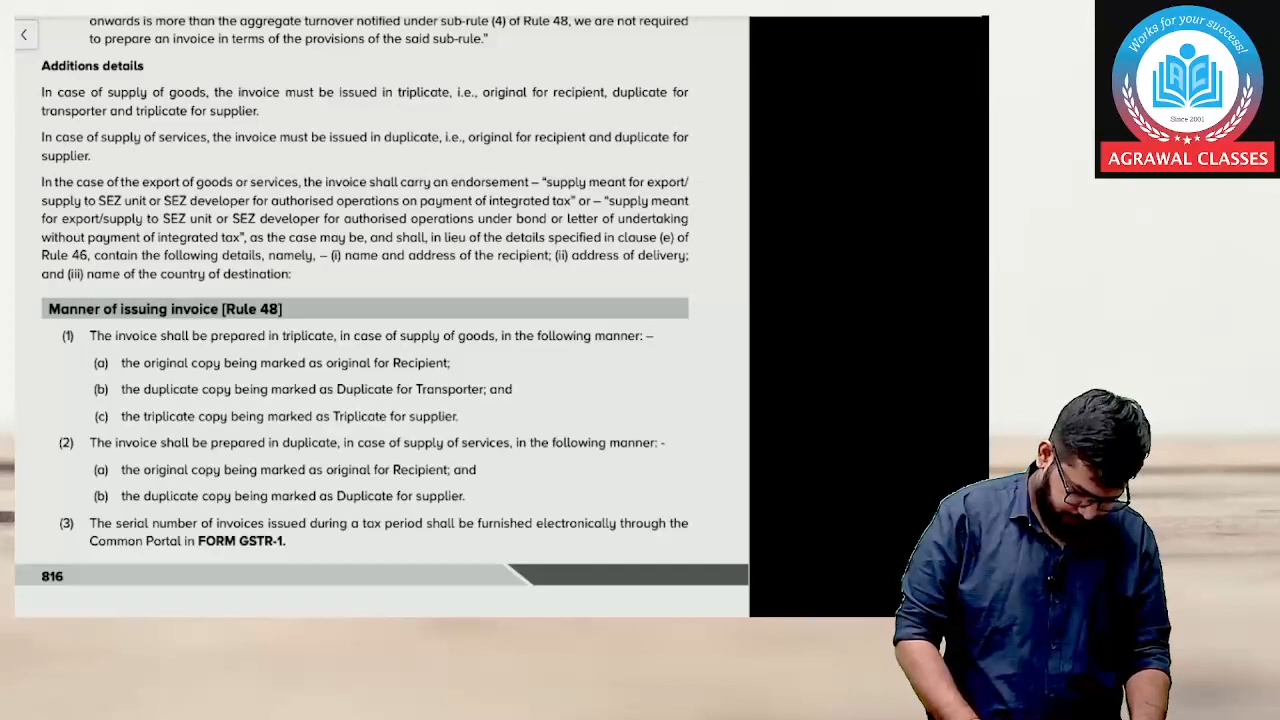 onwards is more than the aggregate turnover notified under sub-rule (4) of Rule 48, we are not required
to prepare an invoice in terms of the provisions of the said sub-rule."
Additions details
In case of supply of goods, the invoice must be issued in triplicate, i.e., original for recipient, duplicate for
transporter and triplicate for supplier.
In case of supply of services, the invoice must be issued in duplicate, i.e., original for recipient and duplicate for
supplier.
In the case of the export of goods or services, the invoice shall carry an endorsement – "supply meant for export/
supply to SEZ unit or SEZ developer for authorised operations on payment of integrated tax" or – "supply meant
for export/supply to SEZ unit or SEZ developer for authorised operations under bond or letter of undertaking
without payment of integrated tax", as the case may be, and shall, in lieu of the details specified in clause (e) of
Rule 46, contain the following details, namely, – (i) name and address of the recipient; (ii) address of delivery;
and (iii) name of the country of destination:
Manner of issuing invoice [Rule 48]
(1) The invoice shall be prepared in triplicate, in case of supply of goods, in the following manner: –
(a) the original copy being marked as original for Recipient;
(b) the duplicate copy being marked as Duplicate for Transporter; and
(c) the triplicate copy being marked as Triplicate for supplier.
(2) The invoice shall be prepared in duplicate, in case of supply of services, in the following manner: -
(a) the original copy being marked as original for Recipient; and
(b) the duplicate copy being marked as Duplicate for supplier.
(3) The serial number of invoices issued during a tax period shall be furnished electronically through the
Common Portal in FORM GSTR-1.
816
Works for your success!
AC
Since 2001
AGRAWAL CLASSES